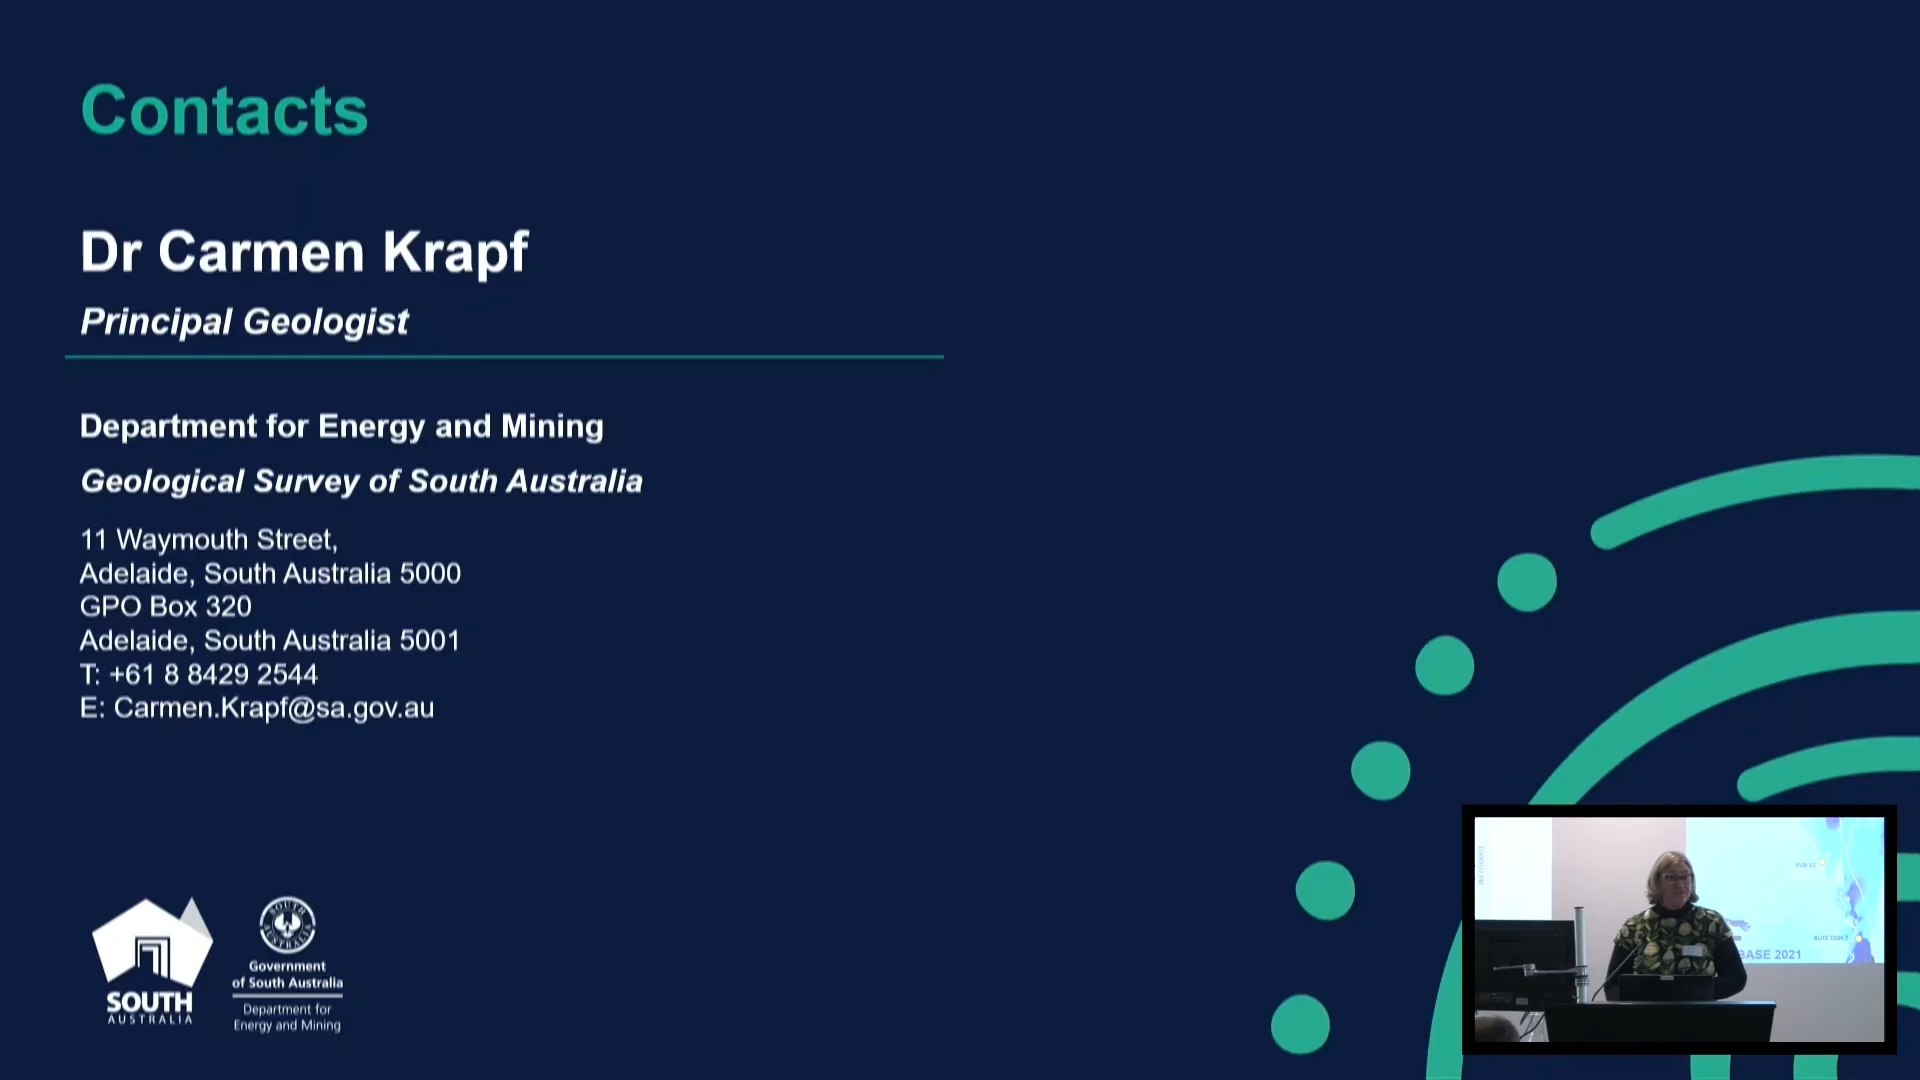 Contacts
Dr Carmen Krapf
Principal Geologist
Department for Energy and Mining
Geological Survey of South Australia
11 Waymouth Street,
Adelaide, South Australia 5000
GPO Box 320
Adelaide, South Australia 5001
T: +61 8 8429 2544
E: Carmen.Krapf@sa.gov.au
SOUTH
AUSTRALIA
SOUTH
AUSTRALIA
Government
of South Australia
Department for
Energy and Mining
BASE 2021